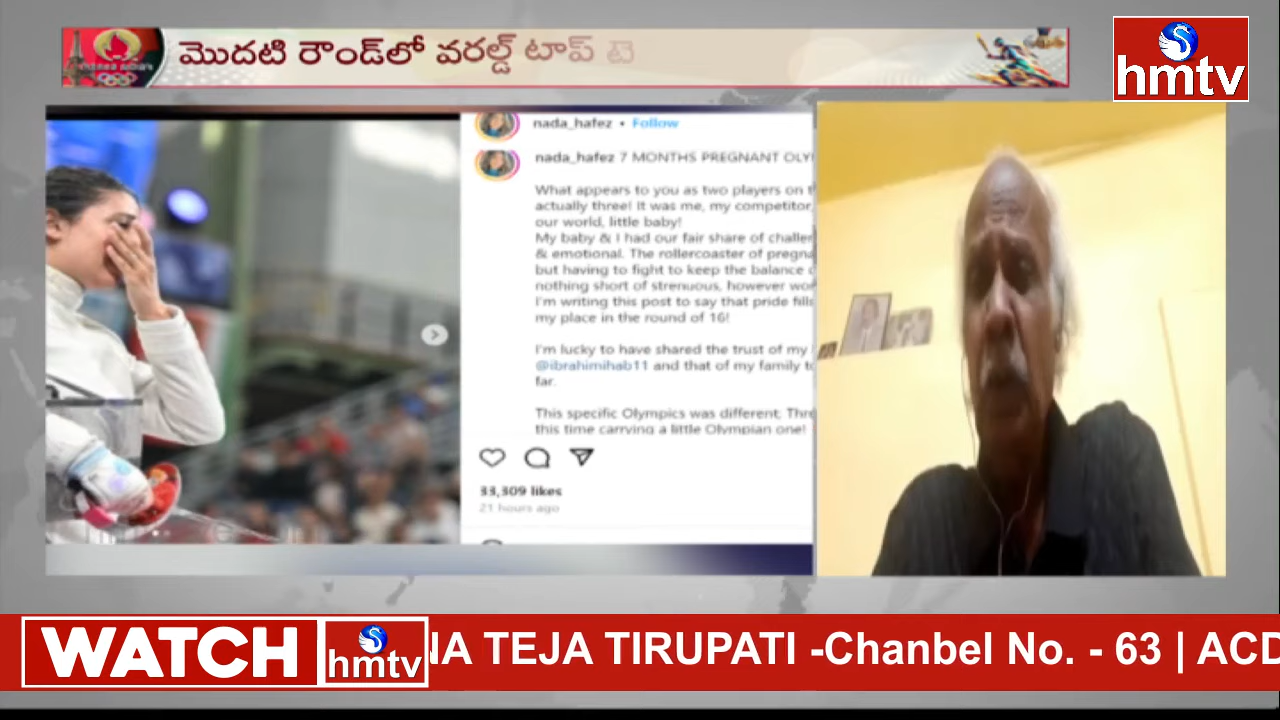 మొదటి రౌండ్‌లో వరల్డ్ టాప్ టె
hmtv
nada_hafez • Follow
nada_hafez 7 MONTHS PREGNANT OLY
What appears to you as two players on
actually three! It was me, my competitor,
our world, little baby!
My baby & I had our fair share of
& emotional. The rollercoaster of
but having to fight to keep the balance
nothing short of strenuous, however
I'm writing this post to say that pride
my place in the round of 16!
I'm lucky to have shared the trust of my
@ibrahimihab11 and that of my family
far.
This specific Olympics was different;
this time carrying a little Olympian one!
33,309 likes
21 hours ago
WATCH hmtv NA TEJA TIRUPATI -Chanbel No. - 63 | ACD